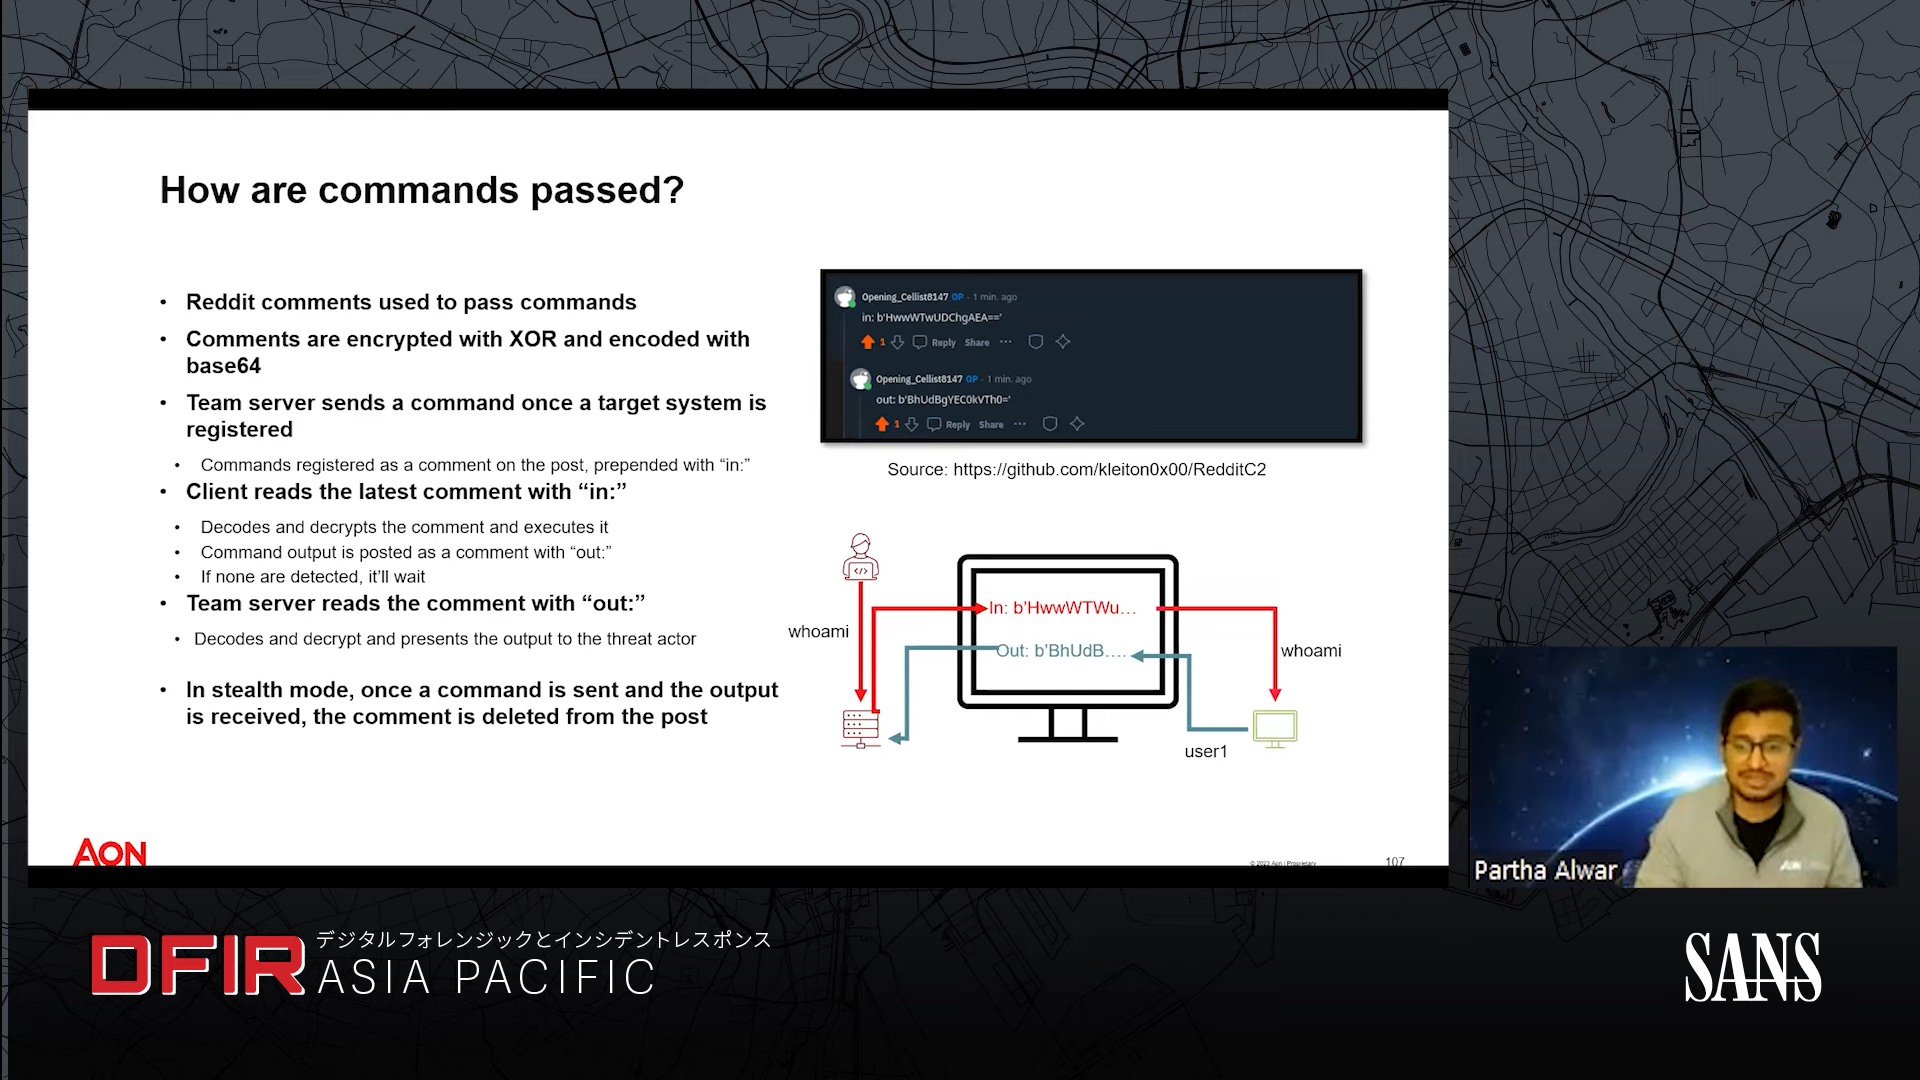 How are commands passed?
• Reddit comments used to pass commands
• Comments are encrypted with XOR and encoded with
base64
• Team server sends a command once a target system is
registered
• Commands registered as a comment on the post, prepended with “in:”
• Client reads the latest comment with “in:”
• Decodes and decrypts the comment and executes it
• Command output is posted as a comment with “out:”
• If none are detected, it’ll wait
• Team server reads the comment with “out:”
• Decodes and decrypt and presents the output to the threat actor
• In stealth mode, once a command is sent and the output
is received, the comment is deleted from the post
Opening_Cellist8147 OP · 1 min. ago
in: b'HwwWTwUDChgAEA=='
1 Reply Share ···
Opening_Cellist8147 OP · 1 min. ago
out: b'BhUdBgYEC0kVTh0='
1 Reply Share ···
Source: https://github.com/kleiton0x00/RedditC2
In: b’HwwWTWu…
whoami
Out: b’BhUdB….
whoami
user1
AON
© 2023 Aon | Proprietary
107
Partha Alwar
DFIR
デジタルフォレンジックとインシデントレスポンス
ASIA PACIFIC
SANS